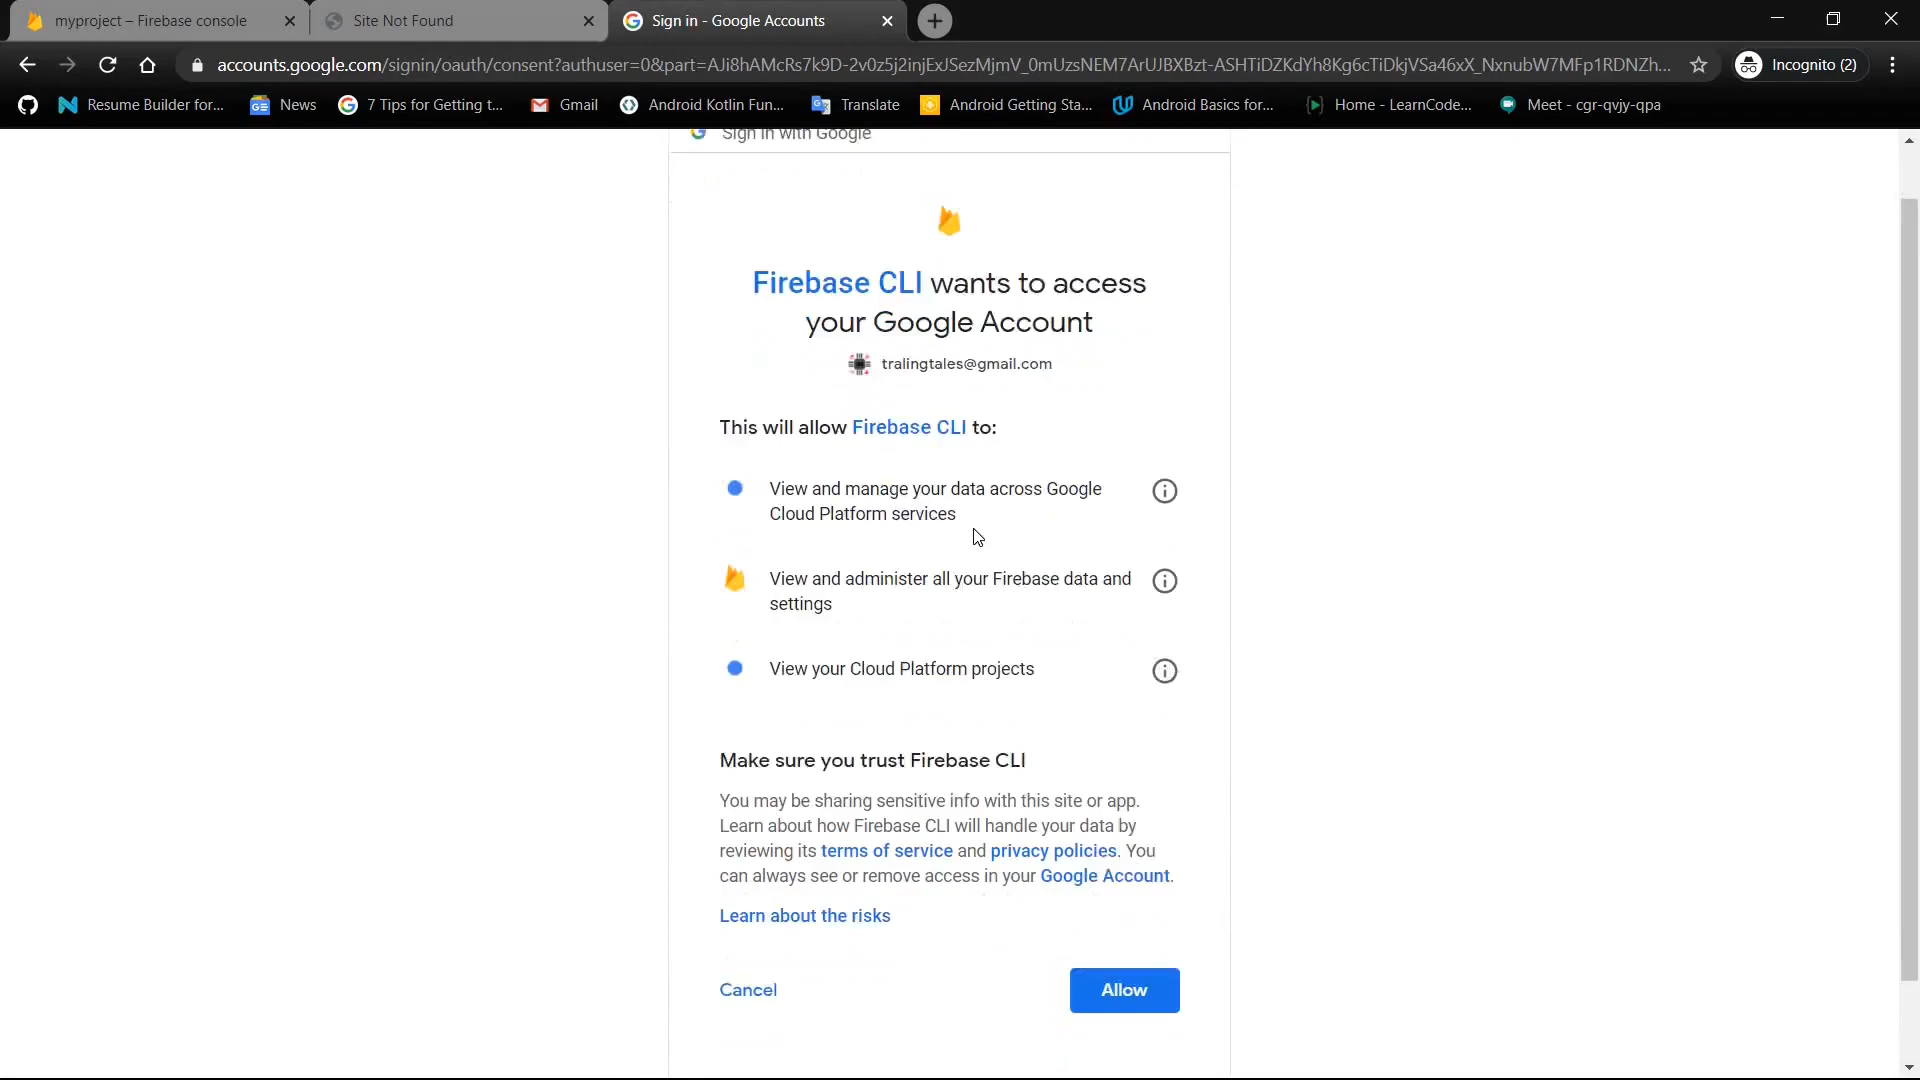 myproject – Firebase console
Site Not Found
Sign in - Google Accounts
accounts.google.com/signin/oauth/consent?authuser=0&part=AJi8hAMcRs7k9D-2v0z5j2injExJSezMjmV_0mUzsNEM7ArUJBXBzt-ASHTiDZKdYh8Kg6cTiDkjVSa46xX_NxnubW7MFp1RDNZh...
Incognito (2)
Resume Builder for...
News
7 Tips for Getting t...
Gmail
Android Kotlin Fun...
Translate
Android Getting Sta...
Android Basics for...
Home - LearnCode...
Meet - cgr-qvjy-qpa
Sign in with Google
Firebase CLI wants to access
your Google Account
tralingtales@gmail.com
This will allow Firebase CLI to:
View and manage your data across Google
Cloud Platform services
View and administer all your Firebase data and
settings
View your Cloud Platform projects
Make sure you trust Firebase CLI
You may be sharing sensitive info with this site or app.
Learn about how Firebase CLI will handle your data by
reviewing its terms of service and privacy policies. You
can always see or remove access in your Google Account.
Learn about the risks
Cancel
Allow